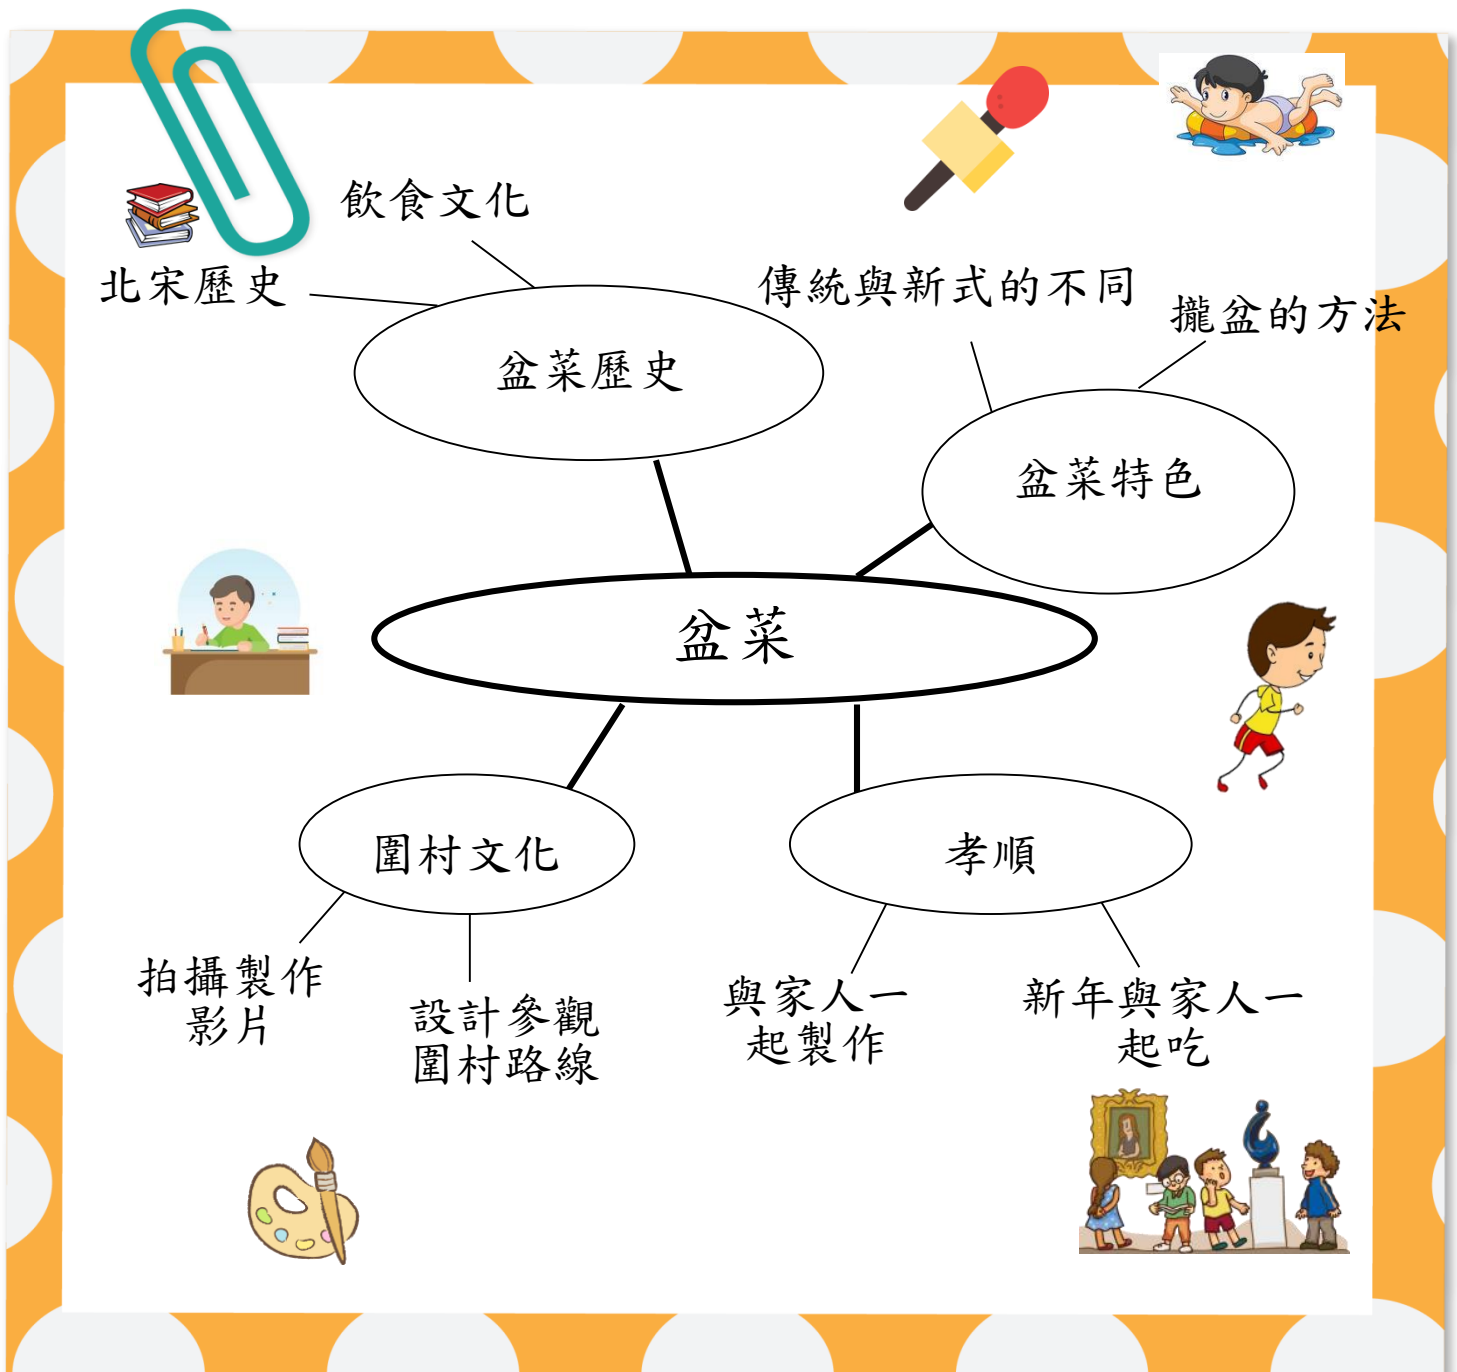 飲食文化
北宋歷史
傳統與新式的不同
攏盆的方法
盆菜歷史
盆菜特色
盆菜
圍村文化
孝順
拍攝製作
影片
設計參觀
圍村路線
與家人一
起製作
新年與家人一
起吃